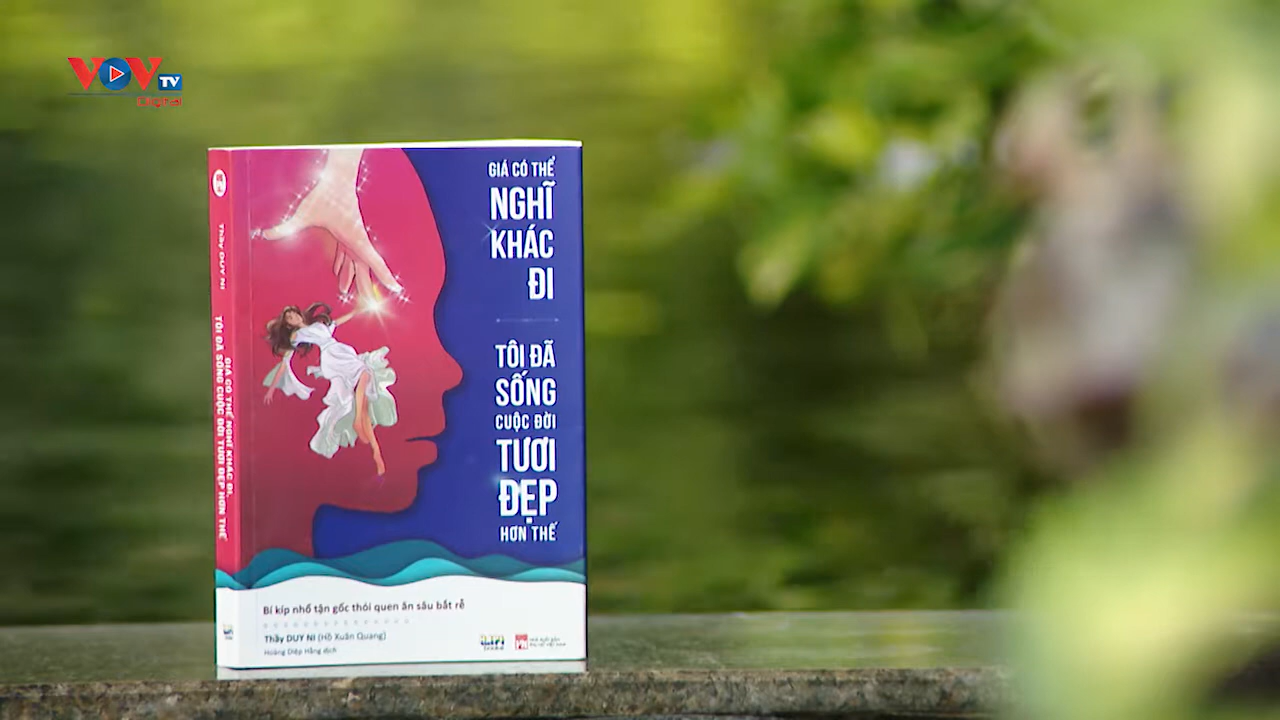 VOV TV
Digital
GIÁ CÓ THỂ
NGHĨ
KHÁC
ĐI
TÔI ĐÃ
SỐNG
CUỘC ĐỜI
TƯƠI
ĐẸP
HƠN THẾ
Bí kíp nhổ tận gốc thói quen ăn sâu bắt rễ
Thầy DUY NI (Hồ Xuân Quang)
Hoàng Diệp Hằng dịch
Thầy DUY NI
GIÁ CÓ THỂ NGHĨ KHÁC ĐI,
TÔI ĐÃ SỐNG CUỘC ĐỜI TƯƠI ĐẸP HƠN THẾ